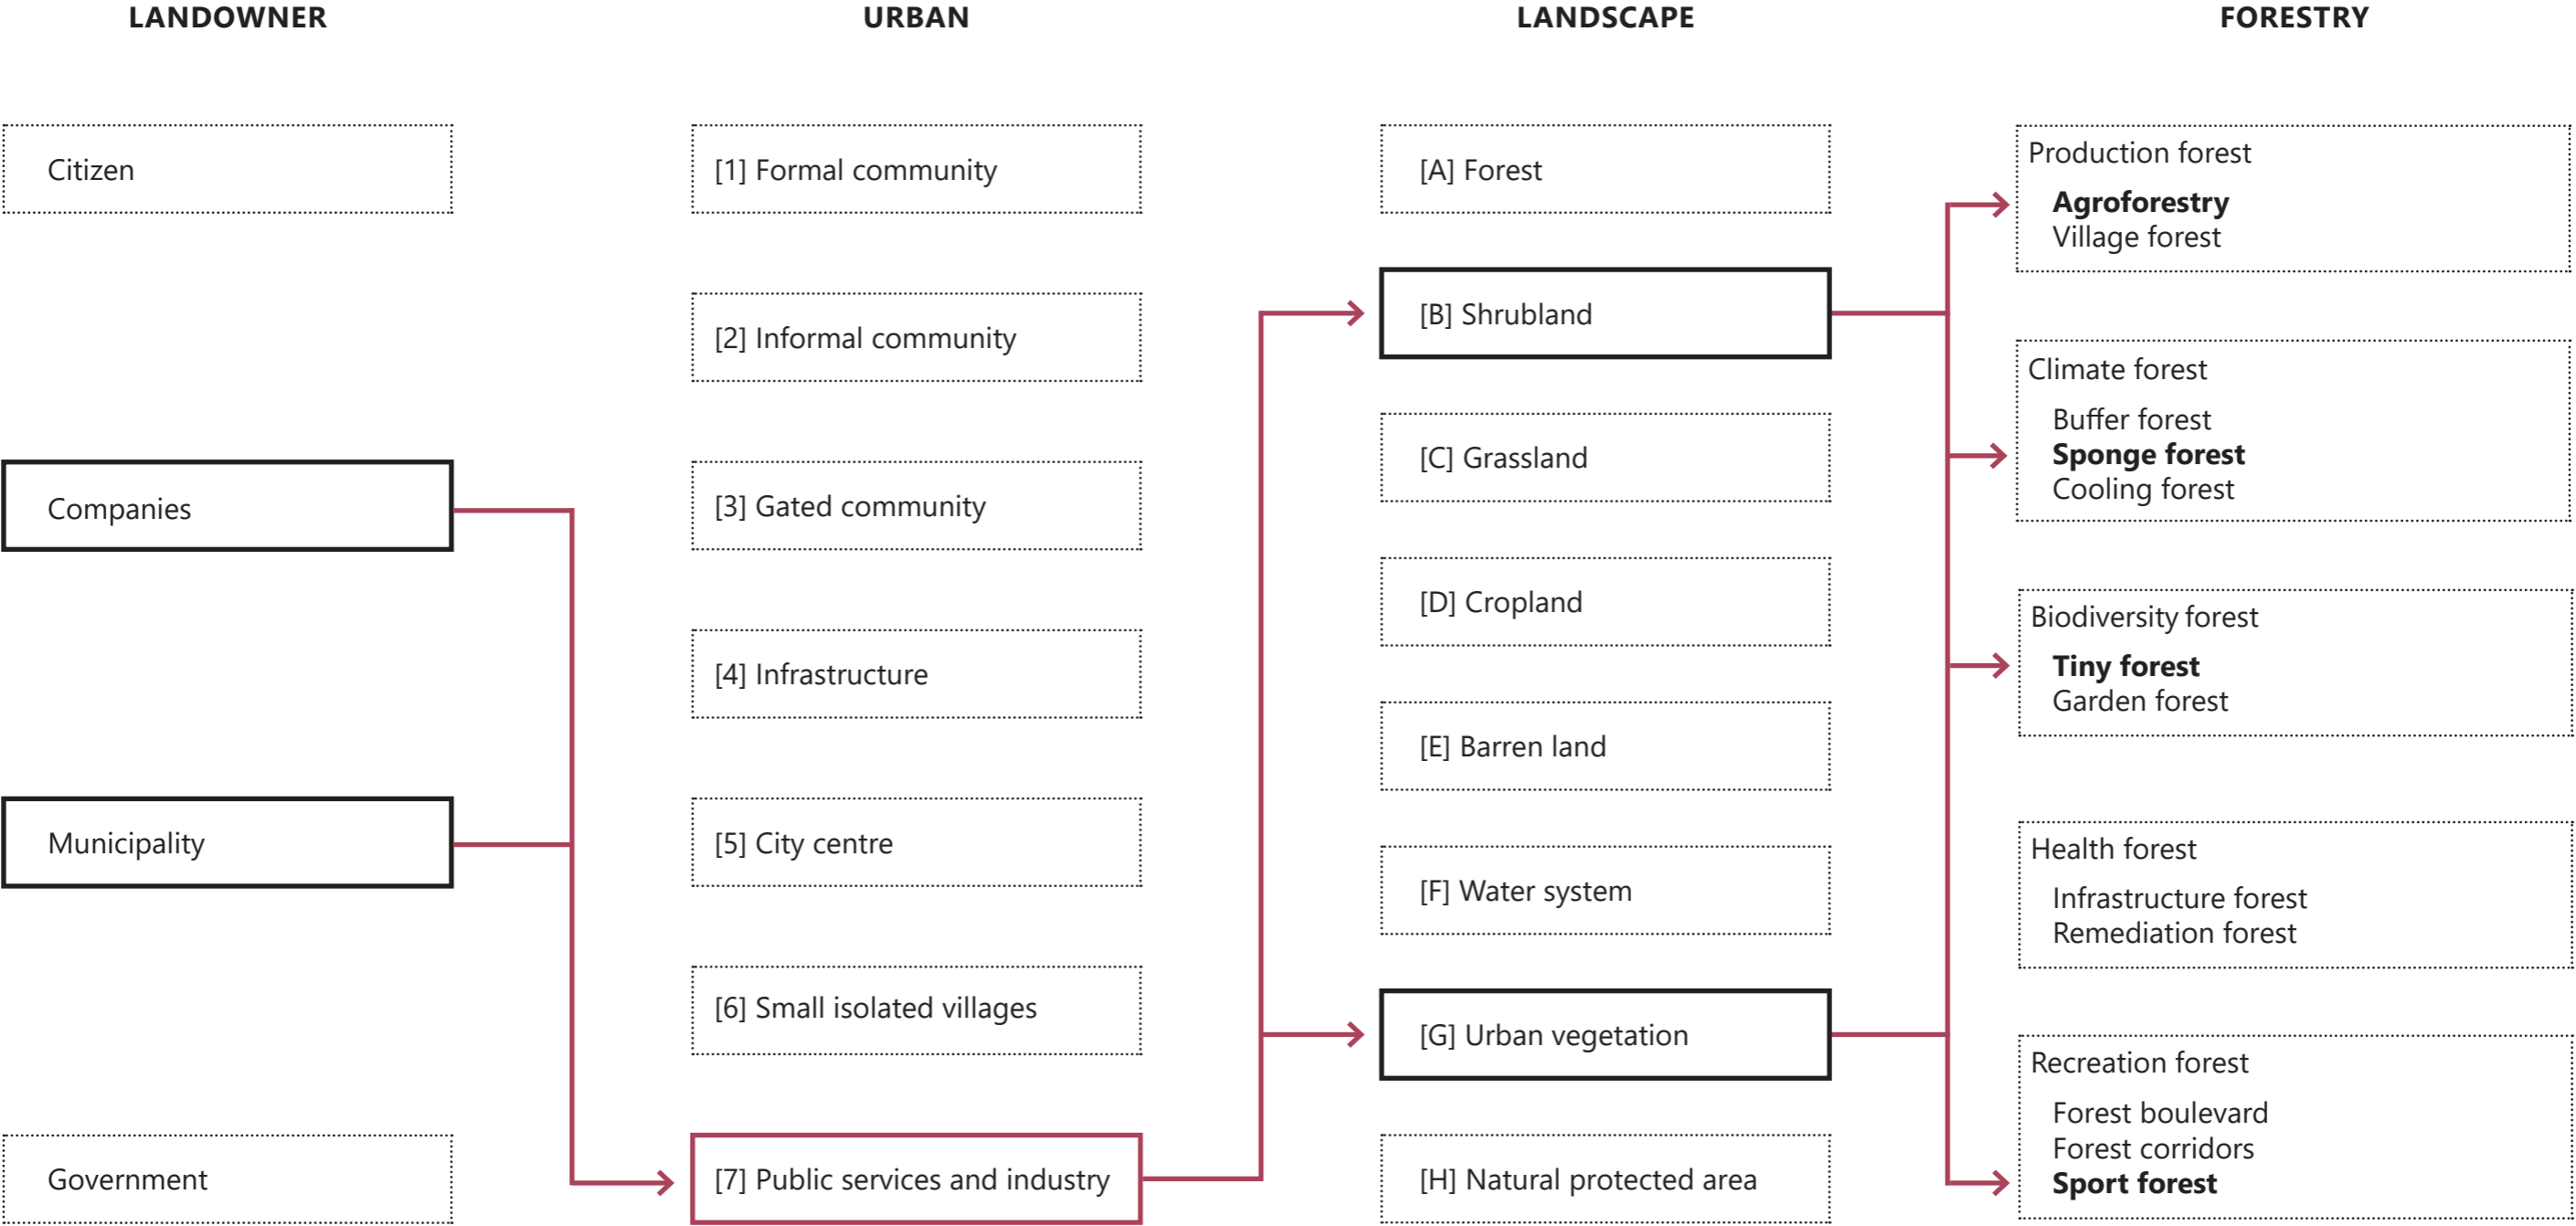 LANDOWNER
Citizen
Companies
Municipality
Government
URBAN
[1] Formal community
[2] Informal community
[3] Gated community
[4] Infrastructure
[5] City centre
[6] Small isolated villages
[7] Public services and industry
LANDSCAPE
[A] Forest
[B] Shrubland
[C] Grassland
[D] Cropland
[E] Barren land
[F] Water system
[G] Urban vegetation
[H] Natural protected area
FORESTRY
Production forest
Agroforestry
Village forest
Climate forest
Buffer forest
Sponge forest
Cooling forest
Biodiversity forest
Tiny forest
Garden forest
Health forest
Infrastructure forest
Remediation forest
Recreation forest
Forest boulevard
Forest corridors
Sport forest